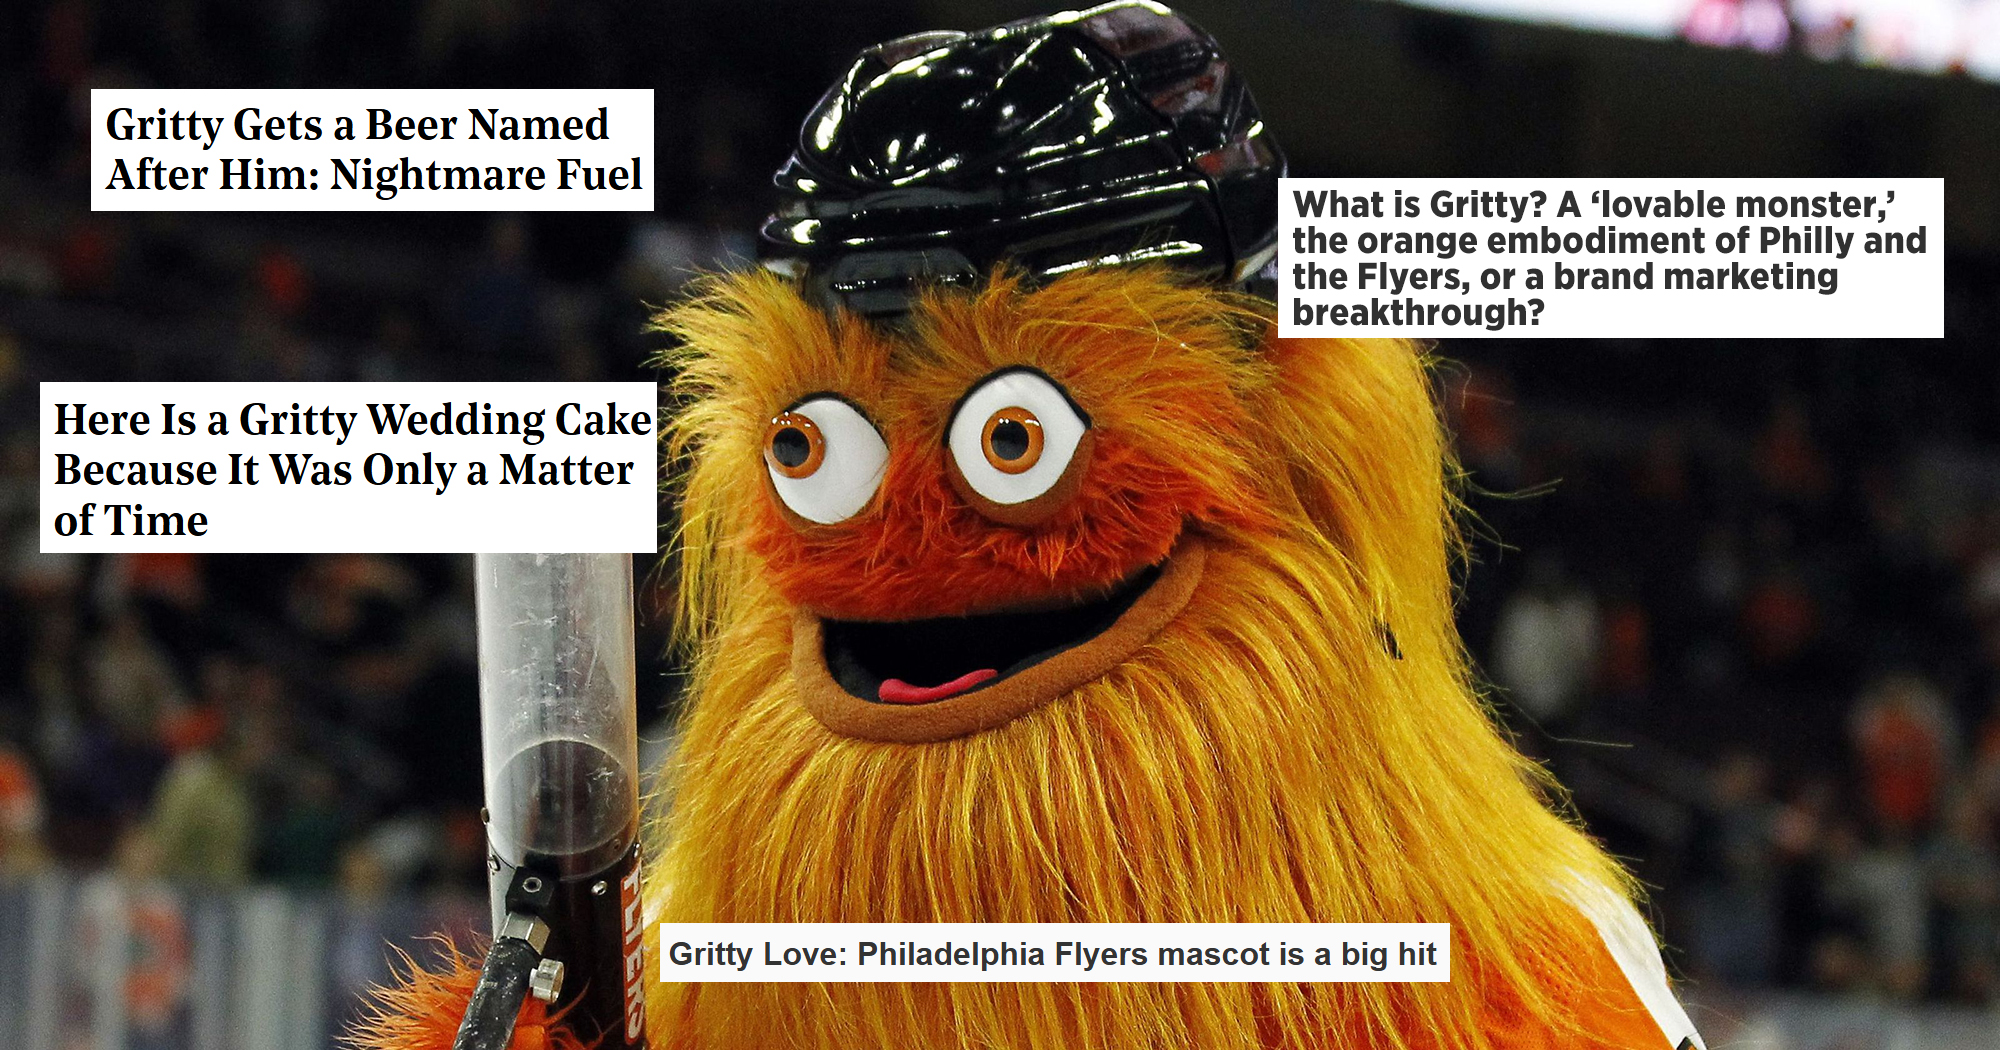 Gritty Gets a Beer Named
After Him: Nightmare Fuel
What is Gritty? A ‘lovable monster,’
the orange embodiment of Philly and
the Flyers, or a brand marketing
breakthrough?
Here Is a Gritty Wedding Cake
Because It Was Only a Matter
of Time
FLYERS
Gritty Love: Philadelphia Flyers mascot is a big hit